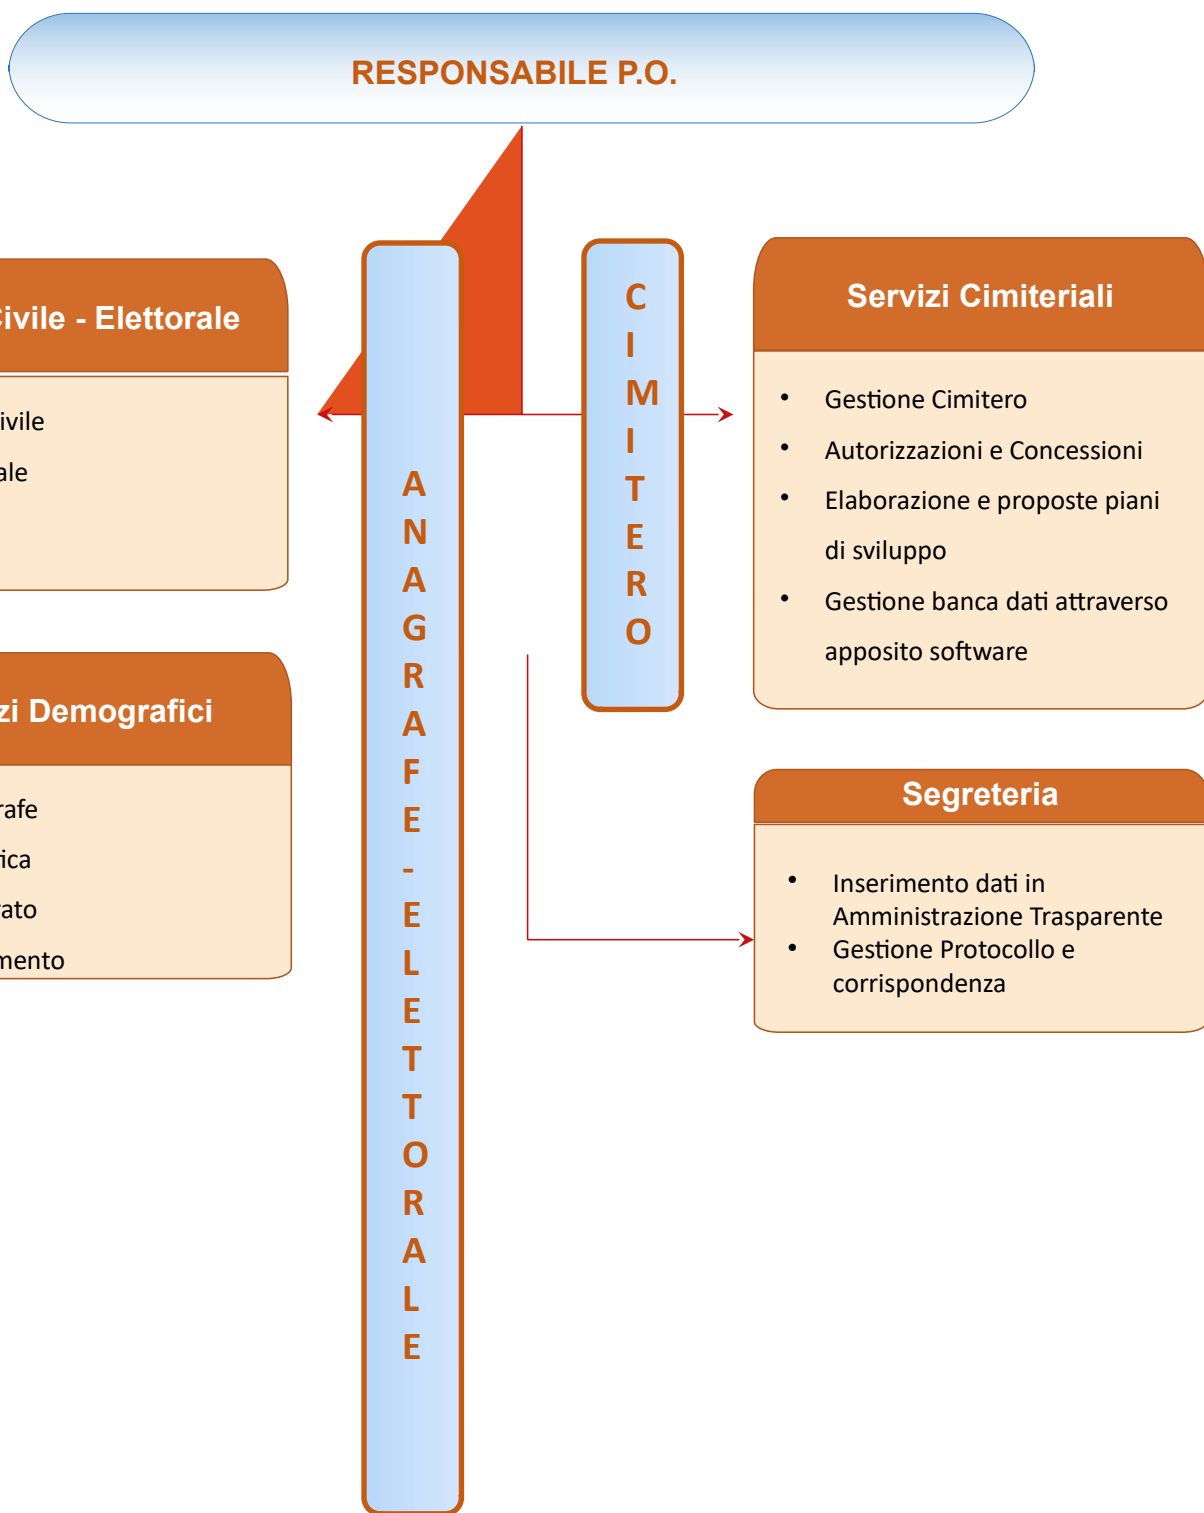 RESPONSABILE P.O.
Civile - Elettorale
ivile
ale
zi Demografici
rafe
ica
rato
mento
ANAGRAFE-ELETTORALE
CIMITERO
Servizi Cimiteriali
• Gestione Cimitero
• Autorizzazioni e Concessioni
• Elaborazione e proposte piani
di sviluppo
• Gestione banca dati attraverso
apposito software
Segreteria
• Inserimento dati in
Amministrazione Trasparente
• Gestione Protocollo e
corrispondenza